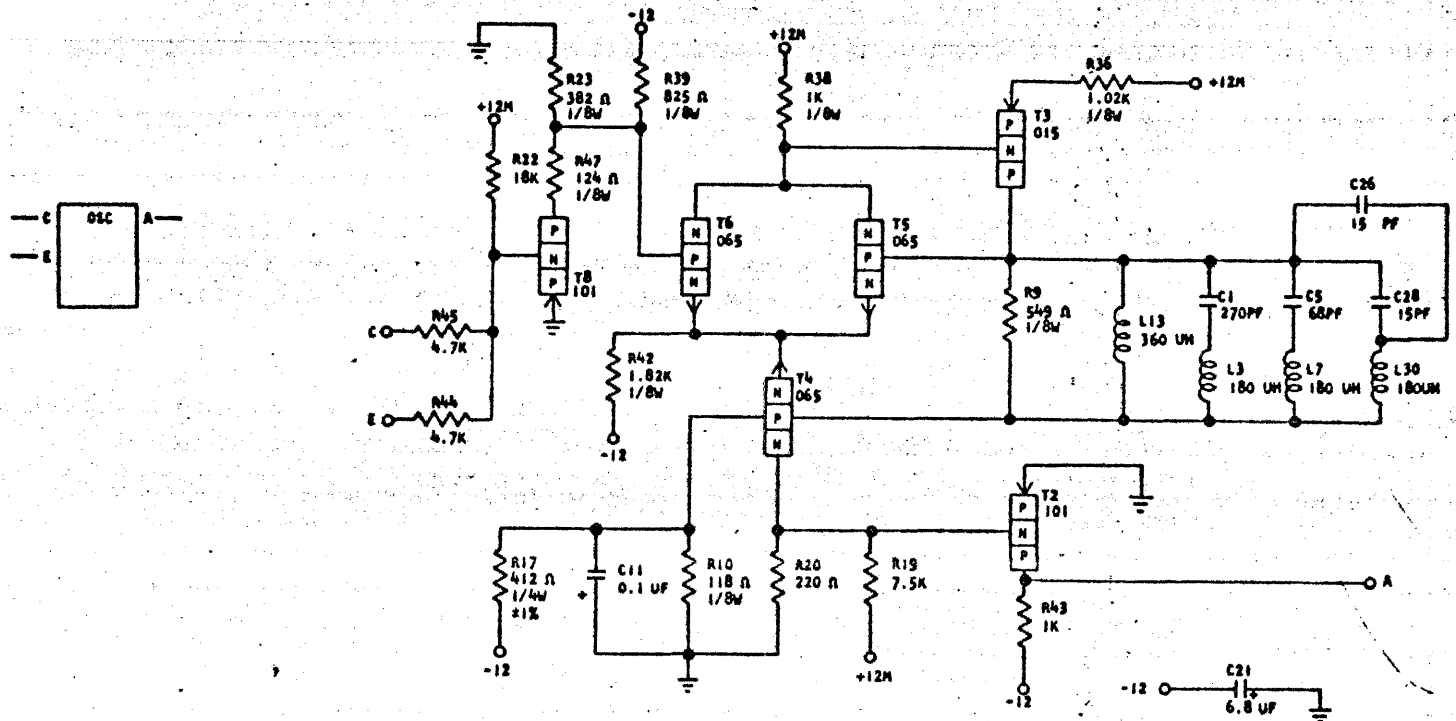 C OSC A
E
+12M
R22
18K
R23
382 Ω
1/8W
R47
124 Ω
1/8W
-12
R39
825 Ω
1/8W
P
N
P
T8
101
C
R45
4.7K
E
R44
4.7K
+12M
R38
1K
1/8W
T6
065
N
P
N
T5
065
N
P
N
R36
1.02K
1/8W
+12M
T3
015
P
N
P
R42
1.82K
1/8W
-12
T4
065
N
P
N
R9
549 Ω
1/8W
L13
360 UH
C1
270PF
L3
180 UH
C5
68PF
L7
180 UH
C26
15 PF
C28
15PF
L30
180UH
R17
412 Ω
1/4W
±1%
-12
C11
0.1 UF
+
R10
118 Ω
1/8W
R20
220 Ω
R19
7.5K
+12M
T2
101
P
N
P
A
R43
1K
-12
-12
C21
+
6.8 UF